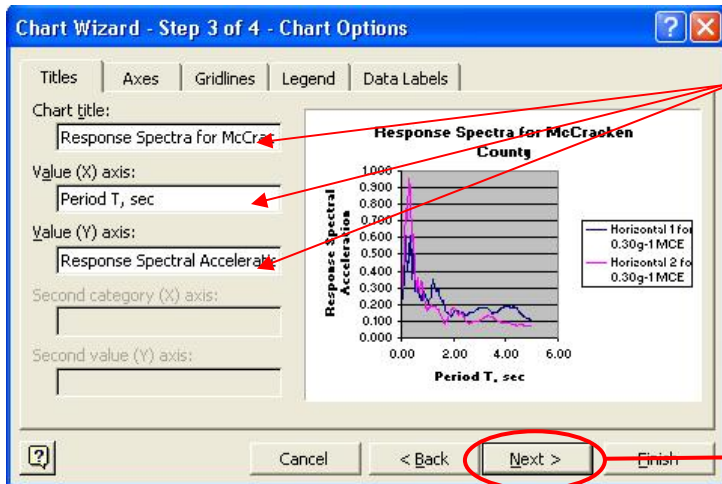 Chart Wizard - Step 3 of 4 - Chart Options
Titles
Axes
Gridlines
Legend
Data Labels
Chart title:
Response Spectra for McCrac
Value (X) axis:
Period T, sec
Value (Y) axis:
Response Spectral Acceleratio
Second category (X) axis:
Second value (Y) axis:
Response Spectra for McCracken
County
Response Spectral
Acceleration
1.000
0.900
0.800
0.700
0.600
0.500
0.400
0.300
0.200
0.100
0.000
0.00 2.00 4.00 6.00
Period T, sec
Horizontal 1 for
0.30g-1 MCE
Horizontal 2 fo
0.30g-1 MCE
Cancel
< Back
Next >
Finish